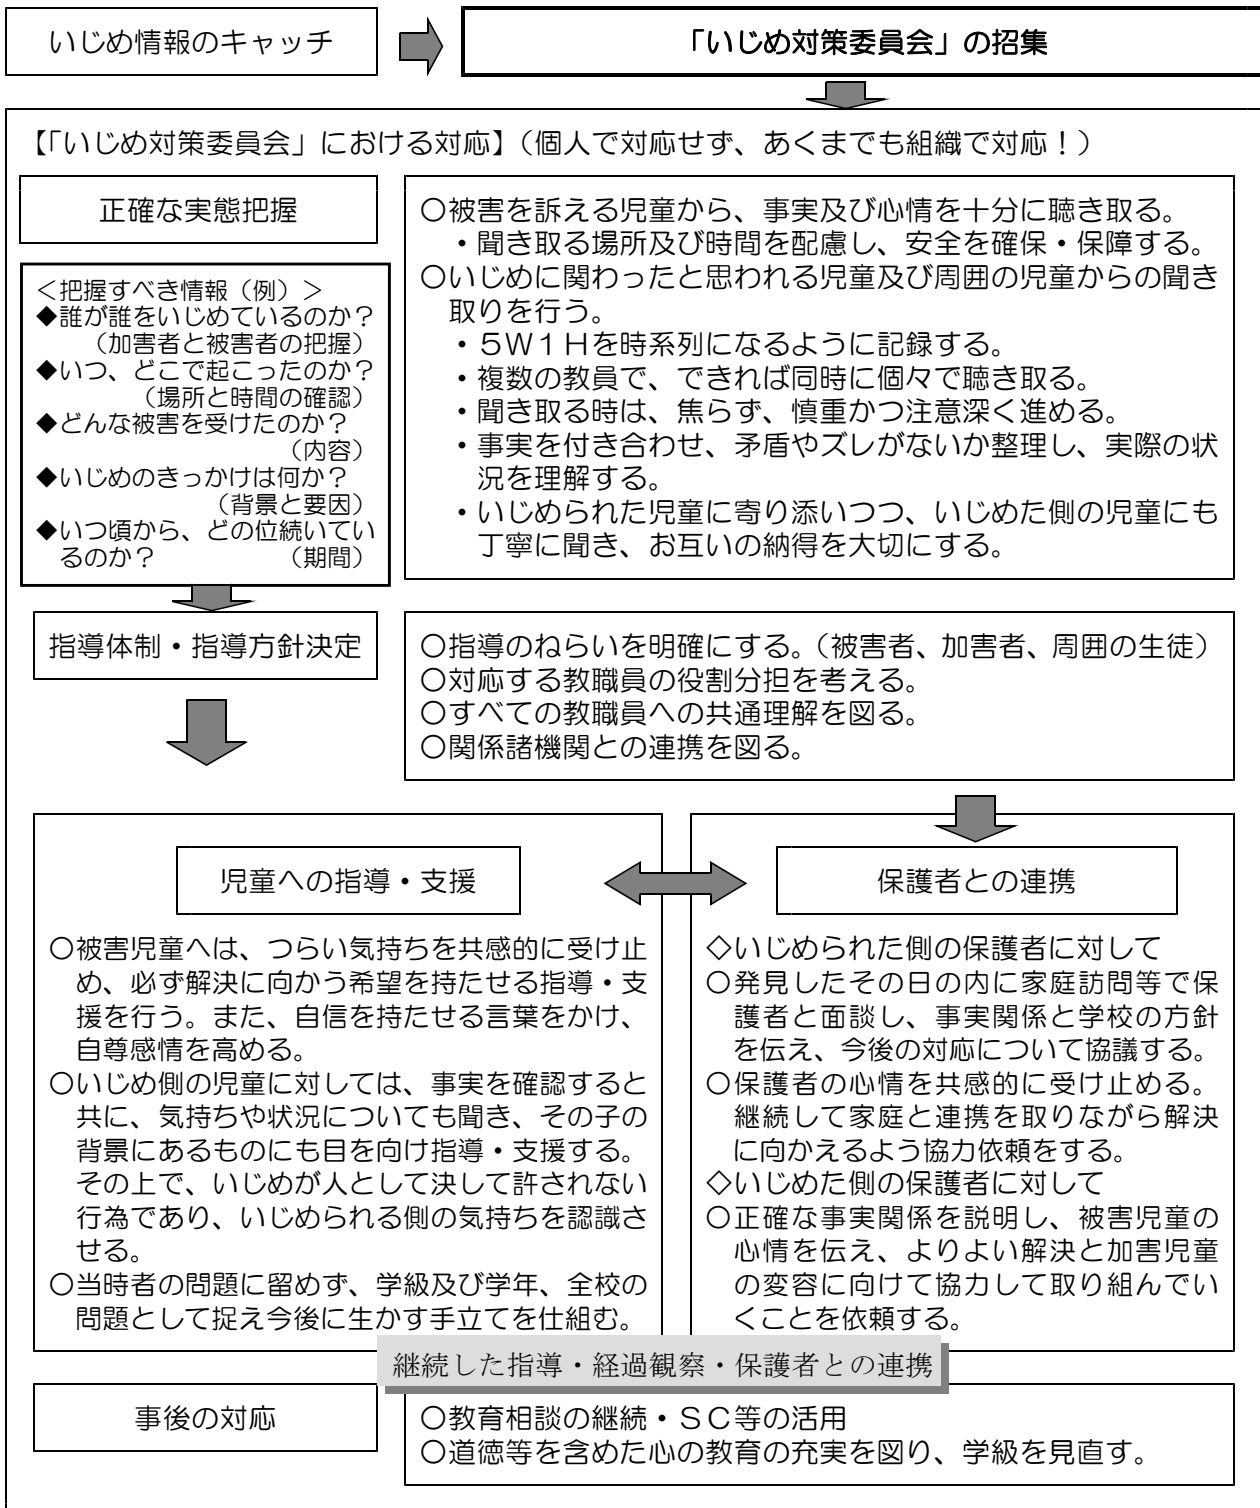 いじめ情報のキャッチ
「いじめ対策委員会」の招集
【「いじめ対策委員会」における対応】（個人で対応せず、あくまでも組織で対応！）
正確な実態把握
＜把握すべき情報（例）＞
◆誰が誰をいじめているのか？
（加害者と被害者の把握）
◆いつ、どこで起こったのか？
（場所と時間の確認）
◆どんな被害を受けたのか？
（内容）
◆いじめのきっかけは何か？
（背景と要因）
◆いつ頃から、どの位続いてい
るのか？　（期間）
〇被害を訴える児童から、事実及び心情を十分に聴き取る。
・聞き取る場所及び時間を配慮し、安全を確保・保障する。
〇いじめに関わったと思われる児童及び周囲の児童からの聞き
取りを行う。
・５Ｗ１Ｈを時系列になるように記録する。
・複数の教員で、できれば同時に個々で聴き取る。
・聞き取る時は、焦らず、慎重かつ注意深く進める。
・事実を付き合わせ、矛盾やズレがないか整理し、実際の状
況を理解する。
・いじめられた児童に寄り添いつつ、いじめた側の児童にも
丁寧に聞き、お互いの納得を大切にする。
指導体制・指導方針決定
〇指導のねらいを明確にする。（被害者、加害者、周囲の生徒）
〇対応する教職員の役割分担を考える。
〇すべての教職員への共通理解を図る。
〇関係諸機関との連携を図る。
児童への指導・支援
〇被害児童へは、つらい気持ちを共感的に受け止
め、必ず解決に向かう希望を持たせる指導・支
援を行う。また、自信を持たせる言葉をかけ、
自尊感情を高める。
〇いじめ側の児童に対しては、事実を確認すると
共に、気持ちや状況についても聞き、その子の
背景にあるものにも目を向け指導・支援する。
その上で、いじめが人として決して許されない
行為であり、いじめられる側の気持ちを認識さ
せる。
〇当時者の問題に留めず、学級及び学年、全校の
問題として捉え今後に生かす手立てを仕組む。
保護者との連携
◇いじめられた側の保護者に対して
〇発見したその日の内に家庭訪問等で保
護者と面談し、事実関係と学校の方針
を伝え、今後の対応について協議する。
〇保護者の心情を共感的に受け止める。
継続して家庭と連携を取りながら解決
に向かえるよう協力依頼をする。
◇いじめた側の保護者に対して
〇正確な事実関係を説明し、被害児童の
心情を伝え、よりよい解決と加害児童
の変容に向けて協力して取り組んでい
くことを依頼する。
継続した指導・経過観察・保護者との連携
事後の対応
〇教育相談の継続・ＳＣ等の活用
〇道徳等を含めた心の教育の充実を図り、学級を見直す。